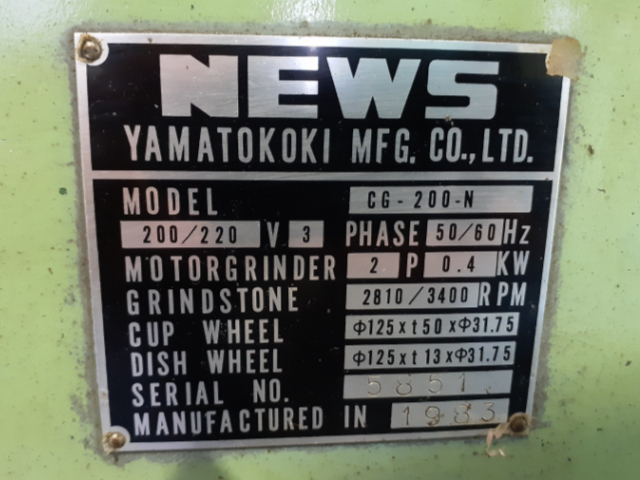 NEWS
YAMATOKOKI MFG. CO., LTD.
MODEL CG-200-N
200/220 V 3 PHASE 50/60 Hz
MOTORGRINDER 2 P 0.4 KW
GRINDSTONE 2810/3400 RPM
CUP WHEEL Φ125xt50xΦ31.75
DISH WHEEL Φ125xt13xΦ31.75
SERIAL NO. 5851
MANUFACTURED IN 1983